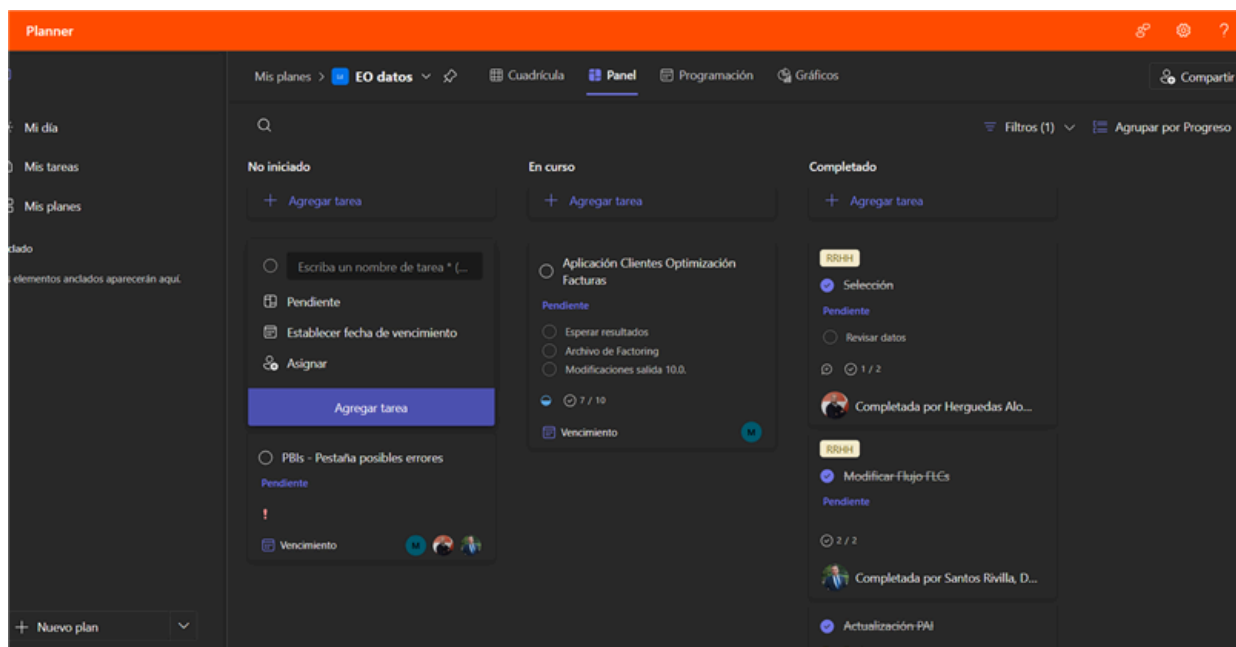 Planner
Mis planes > EO datos
Cuadrícula
Panel
Programación
Gráficos
Compartir
Mi día
Mis tareas
Mis planes
clado
s elementos anclados aparecerán aquí.
Nuevo plan
Filtros (1)
Agrupar por Progreso
No iniciado
Agregar tarea
Escriba un nombre de tarea * (...
Pendiente
Establecer fecha de vencimiento
Asignar
Agregar tarea
PBIs - Pestaña posibles errores
Pendiente
Vencimiento
M
En curso
Agregar tarea
Aplicación Clientes Optimización
Facturas
Pendiente
Esperar resultados
Archivo de Factoring
Modificaciones salida 10.0.
7 / 10
Vencimiento
M
Completado
Agregar tarea
RRHH
Selección
Pendiente
Revisar datos
1 / 2
Completada por Herguedas Alo...
RRHH
Modificar Flujo FLCs
Pendiente
2 / 2
Completada por Santos Rivilla, D...
Actualización PAI